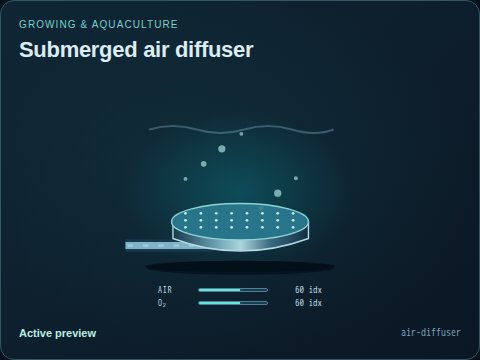 GROWING & AQUACULTURE
Submerged air diffuser
AIR 60 idx
O₂ 60 idx
Active preview
air-diffuser